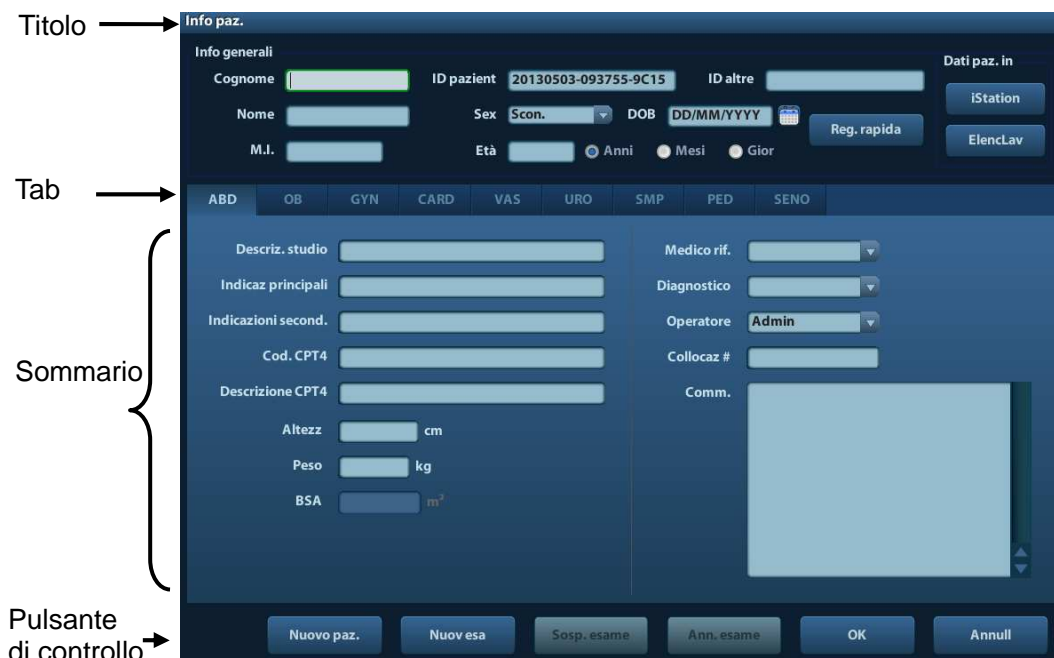 Titolo
Info paz.
Info generali
Dati paz. in
Cognome
ID pazient 20130503-093755-9C15
ID altre
iStation
Nome
Sex Scon.
DOB DD/MM/YYYY
Reg. rapida
ElencLav
M.I.
Età
Anni
Mesi
Gior
Tab
ABD OB GYN CARD VAS URO SMP PED SENO
Descriz. studio
Medico rif.
Indicaz principali
Diagnostico
Indicazioni second.
Operatore Admin
Cod. CPT4
Collocaz #
Sommario
Descrizione CPT4
Comm.
Altezz cm
Peso kg
BSA m²
Pulsante
di controllo
Nuovo paz. Nuov esa Sosp. esame Ann. esame OK Annull